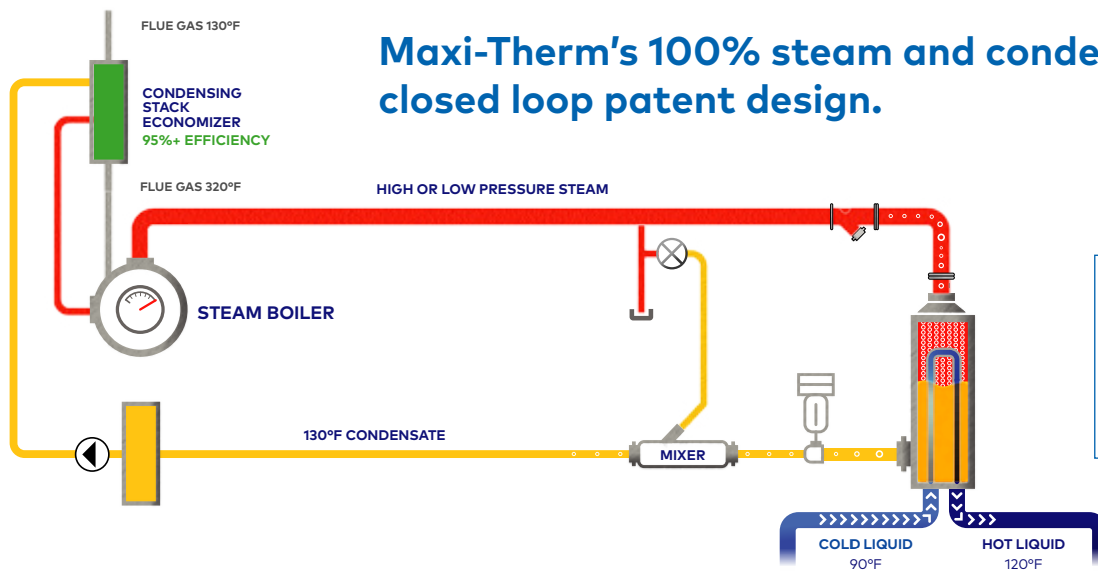 FLUE GAS 130°F
Maxi-Therm's 100% steam and
closed loop patent design.
CONDENSING
STACK
ECONOMIZER
95%+ EFFICIENCY
FLUE GAS 320°F
HIGH OR LOW PRESSURE STEAM
STEAM BOILER
130°F CONDENSATE
MIXER
COLD LIQUID
90°F
HOT LIQUID
120°F